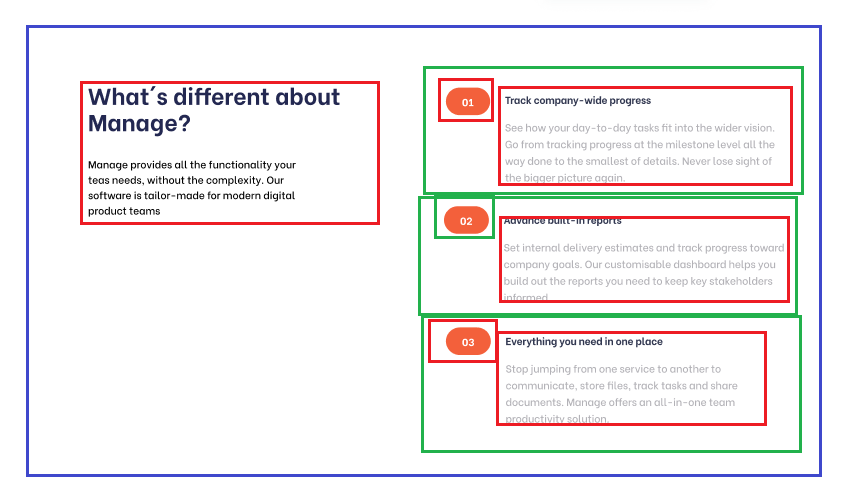 What´s different about
Manage?
Manage provides all the functionality your
teas needs, without the complexity. Our
software is tailor-made for modern digital
product teams
01
Track company-wide progress
See how your day-to-day tasks fit into the wider vision.
Go from tracking progress at the milestone level all the
way done to the smallest of details. Never lose sight of
the bigger picture again.
02
Advance built-in reports
Set internal delivery estimates and track progress toward
company goals. Our customisable dashboard helps you
build out the reports you need to keep key stakeholders
informed.
03
Everything you need in one place
Stop jumping from one service to another to
communicate, store files, track tasks and share
documents. Manage offers an all-in-one team
productivity solution.